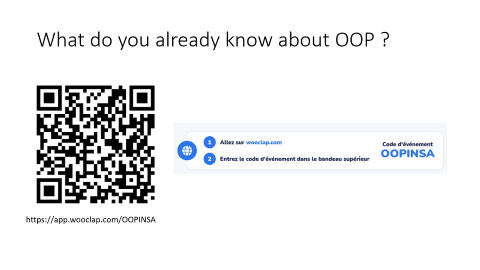 What do you already know about OOP ?
1 Allez sur wooclap.com
2 Entrez le code d'événement dans le bandeau supérieur
Code d'événement
OOPINSA
https://app.wooclap.com/OOPINSA